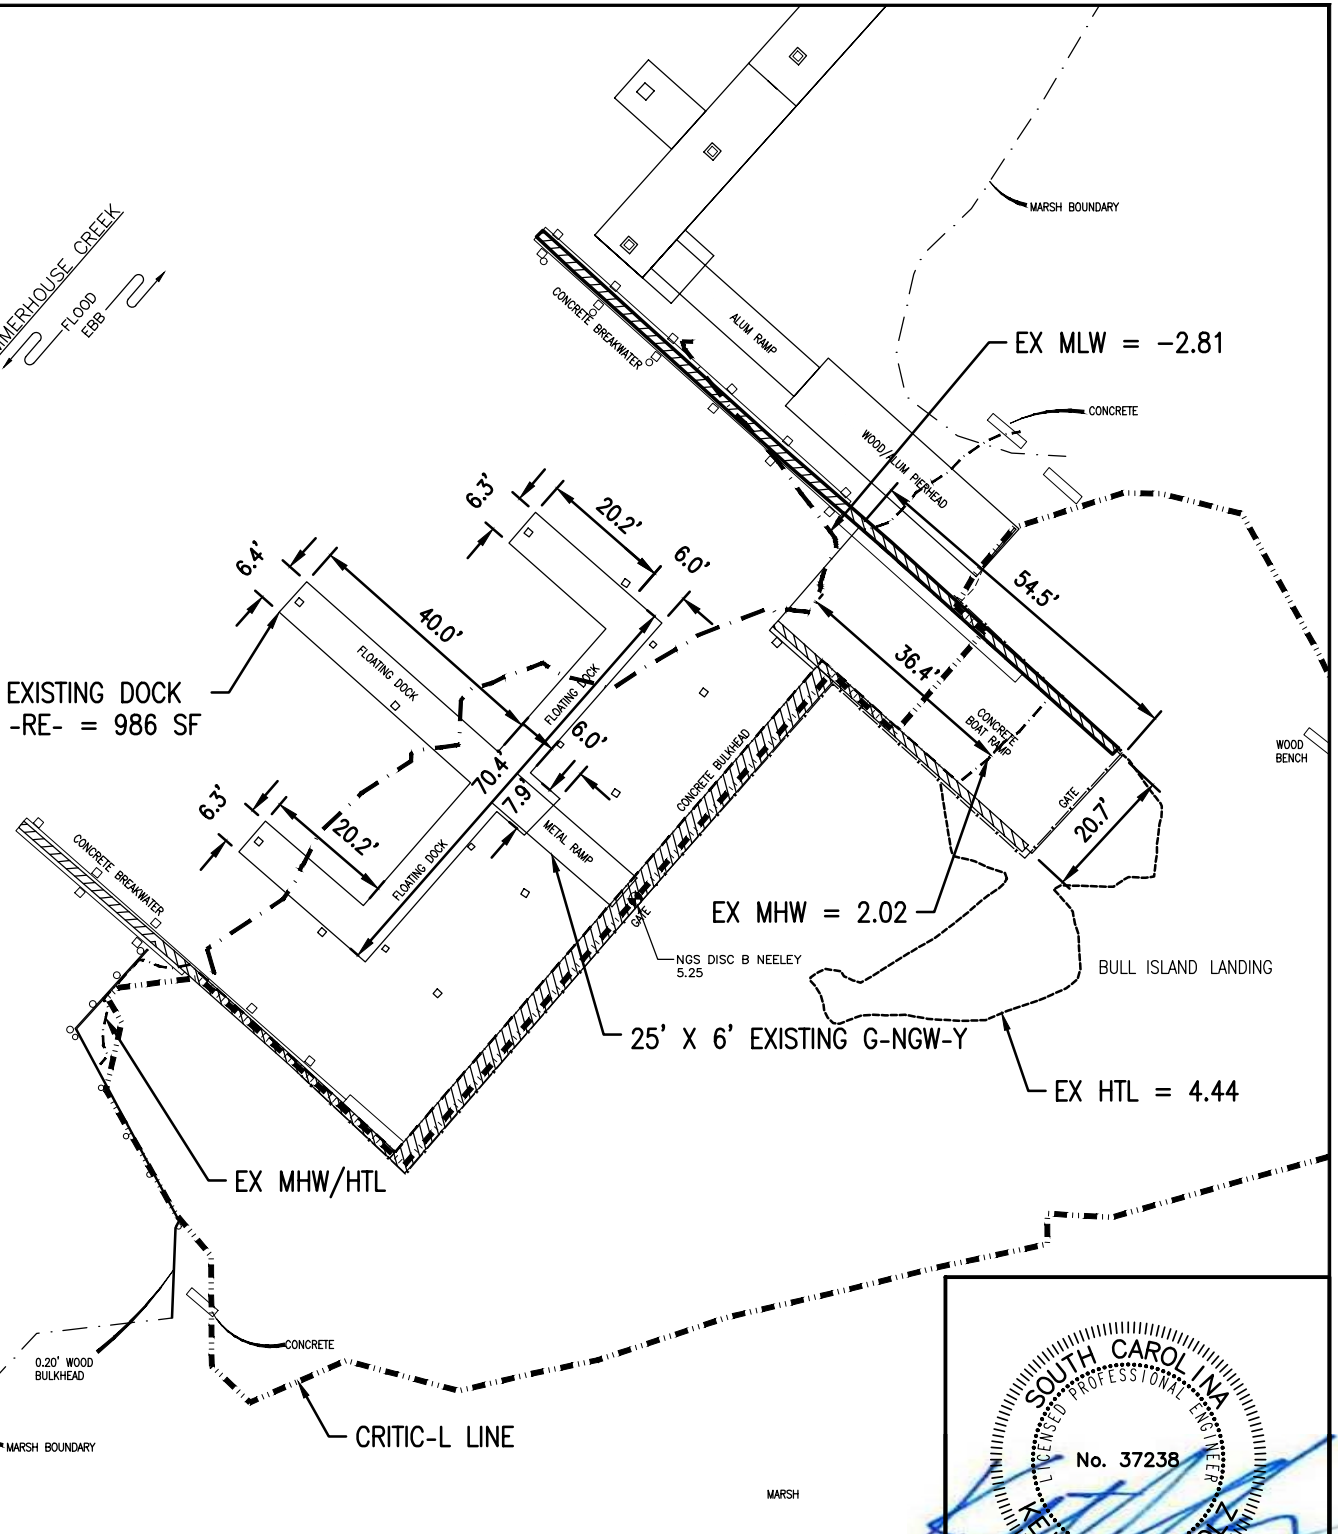 MARSH BOUNDARY
MMERHOUSE CREEK
FLOOD
EBB
CONCRETE BREAKWATER
ALUM RAMP
EX MLW = -2.81
CONCRETE
WOOD/ALUM PIERHEAD
6.3'
20.2'
6.0'
6.4'
40.0'
54.5'
36.4'
FLOATING DOCK
EXISTING DOCK
-RE- = 986 SF
FLOATING DOCK
6.0'
CONCRETE
BOAT RAMP
WOOD
BENCH
CONCRETE BULKHEAD
70.4'
7.9'
GATE
20.7'
6.3'
20.2'
METAL RAMP
FLOATING DOCK
CONCRETE BREAKWATER
GATE
EX MHW = 2.02
NGS DISC B NEELEY
5.25
BULL ISLAND LANDING
25' X 6' EXISTING G-NGW-Y
EX HTL = 4.44
EX MHW/HTL
0.20' WOOD
BULKHEAD
CONCRETE
CRITIC-L LINE
MARSH BOUNDARY
MARSH
SOUTH CAROLINA
LICENSED PROFESSIONAL ENGINEER
No. 37238